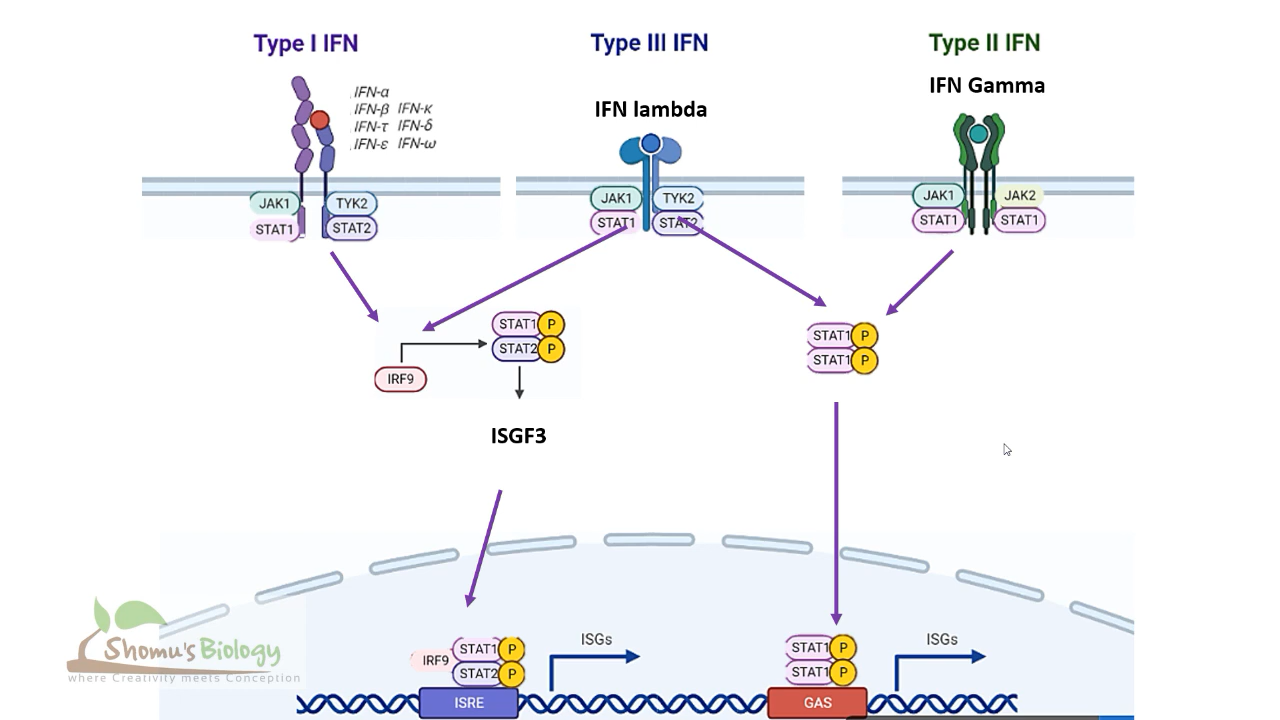 Type I IFN
Type III IFN
Type II IFN
IFN-α
IFN-β IFN-κ
IFN-τ IFN-δ
IFN-ε IFN-ω
IFN lambda
IFN Gamma
JAK1
TYK2
STAT1
STAT2
JAK1
TYK2
STAT1
STAT2
JAK1
JAK2
STAT1
STAT1
STAT1 P
STAT2 P
IRF9
ISGF3
STAT1 P
STAT1 P
IRF9
STAT1 P
STAT2 P
ISGs
ISRE
STAT1 P
STAT1 P
ISGs
GAS
Shomu's Biology
where Creativity meets Conception